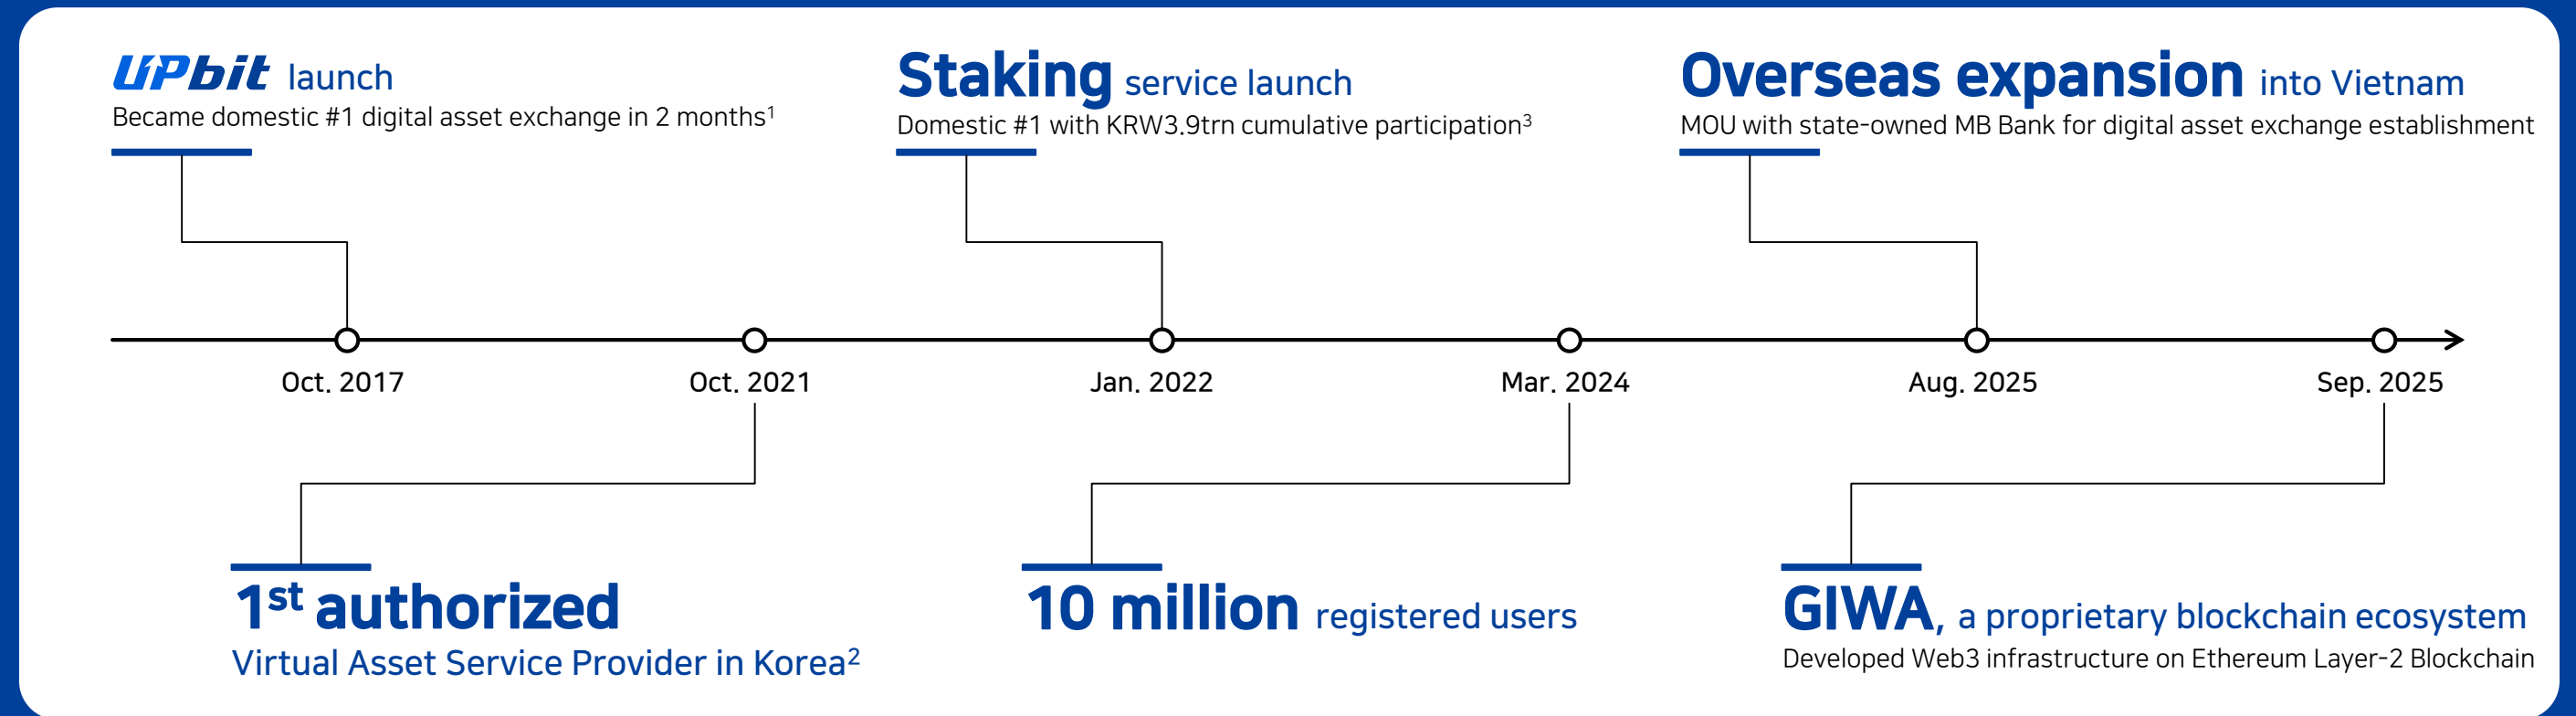 UPbit launch
Became domestic #1 digital asset exchange in 2 months¹
Staking service launch
Domestic #1 with KRW3.9trn cumulative participation³
Overseas expansion into Vietnam
MOU with state-owned MB Bank for digital asset exchange establishment
Oct. 2017
Oct. 2021
Jan. 2022
Mar. 2024
Aug. 2025
Sep. 2025
1st authorized
Virtual Asset Service Provider in Korea²
10 million registered users
GIWA, a proprietary blockchain ecosystem
Developed Web3 infrastructure on Ethereum Layer-2 Blockchain